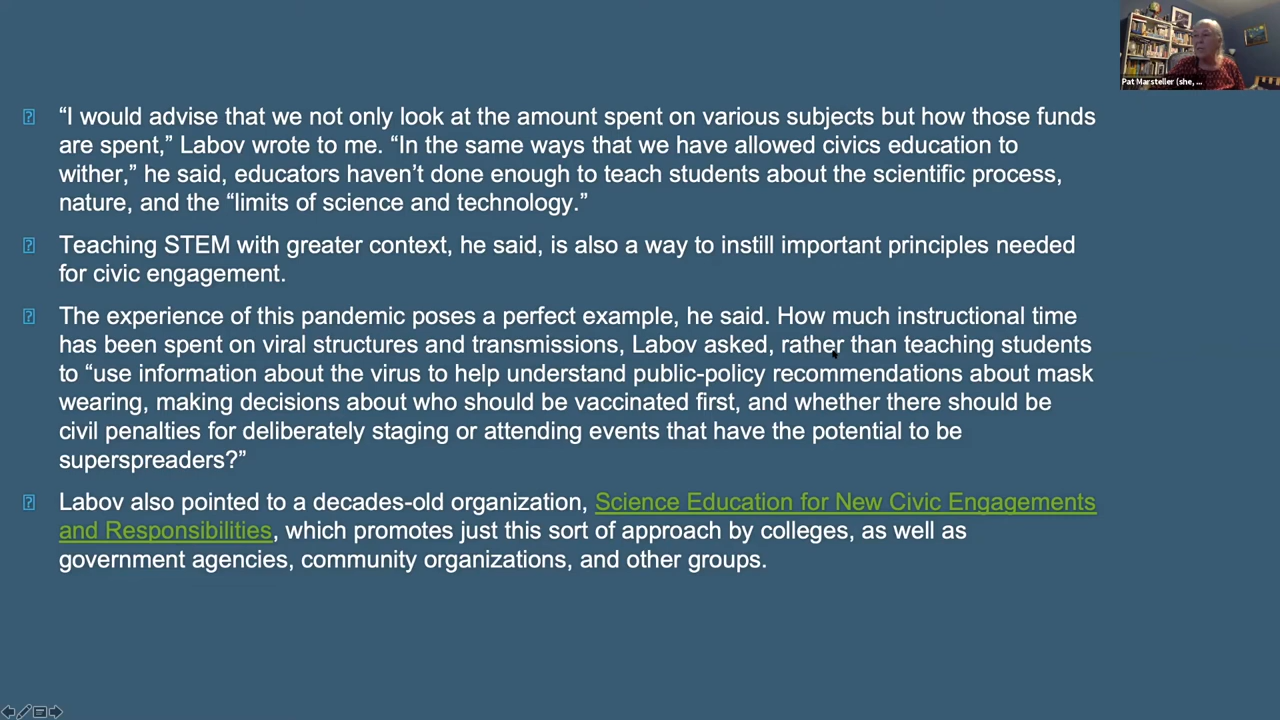 “I would advise that we not only look at the amount spent on various subjects but how those funds
are spent,” Labov wrote to me. “In the same ways that we have allowed civics education to
wither,” he said, educators haven’t done enough to teach students about the scientific process,
nature, and the “limits of science and technology.”
Teaching STEM with greater context, he said, is also a way to instill important principles needed
for civic engagement.
The experience of this pandemic poses a perfect example, he said. How much instructional time
has been spent on viral structures and transmissions, Labov asked, rather than teaching students
to “use information about the virus to help understand public-policy recommendations about mask
wearing, making decisions about who should be vaccinated first, and whether there should be
civil penalties for deliberately staging or attending events that have the potential to be
superspreaders?”
Labov also pointed to a decades-old organization, Science Education for New Civic Engagements
and Responsibilities, which promotes just this sort of approach by colleges, as well as
government agencies, community organizations, and other groups.
Pat Marsteller (she, ...